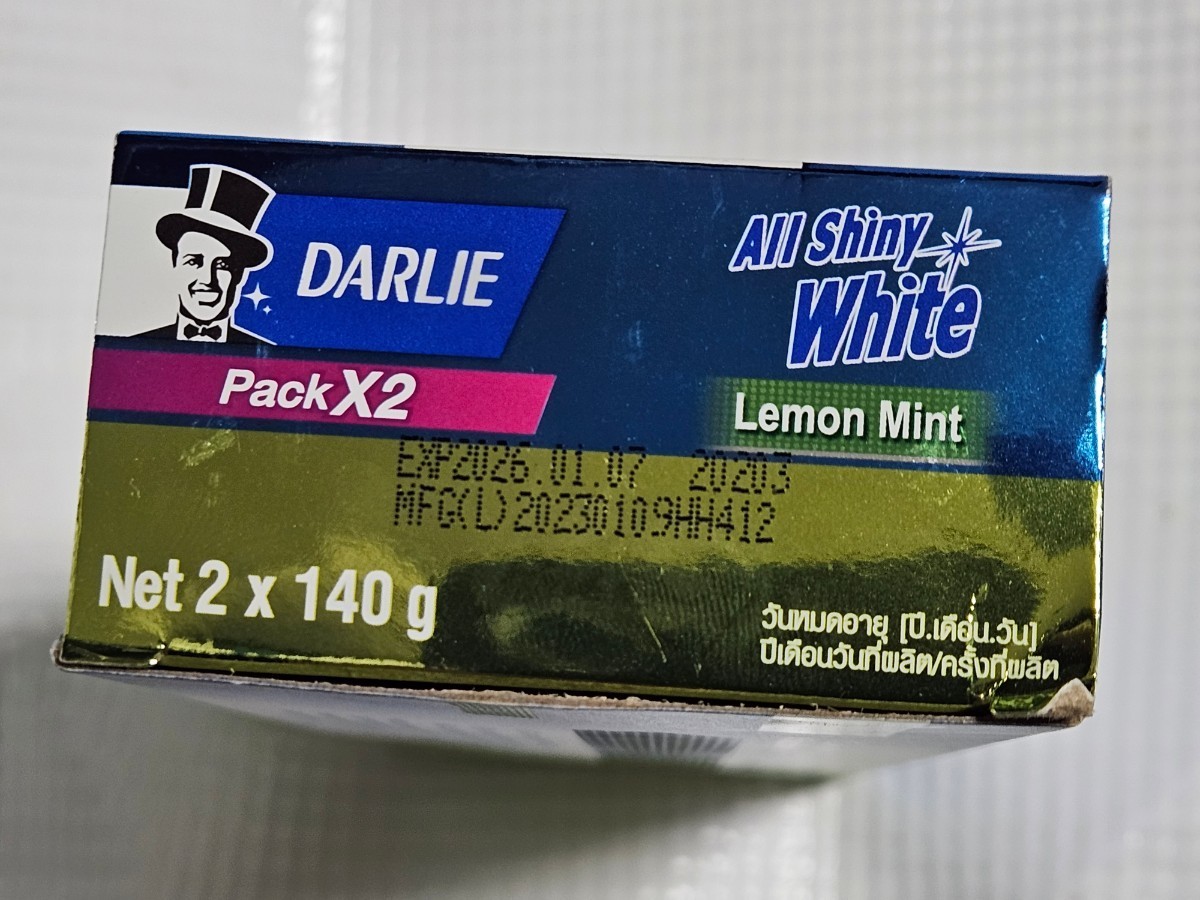 DARLIE
All Shiny
White
Pack X2
Lemon Mint
EXP2026.01.07 20203
MFG(L)20230109HH412
Net 2 x 140 g
วันหมดอายุ [ปี.เดือน.วัน]
ปีเดือนวันที่ผลิต/ครั้งที่ผลิต